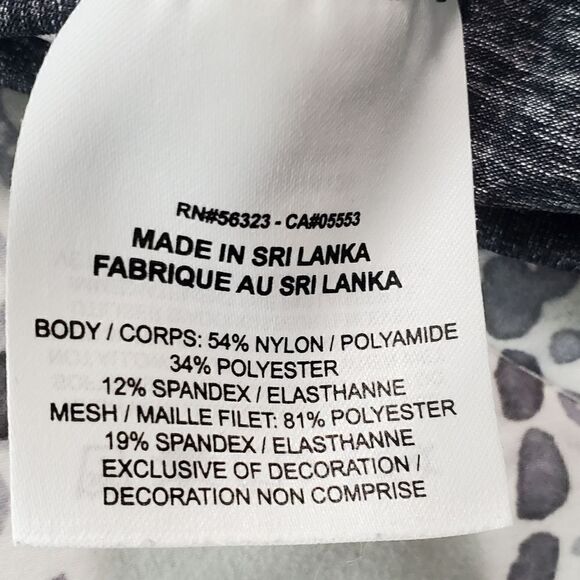 RN#56323 - CA#05553
MADE IN SRI LANKA
FABRIQUE AU SRI LANKA
BODY / CORPS: 54% NYLON / POLYAMIDE
34% POLYESTER
12% SPANDEX / ELASTHANNE
MESH / MAILLE FILET: 81% POLYESTER
19% SPANDEX / ELASTHANNE
EXCLUSIVE OF DECORATION /
DECORATION NON COMPRISE